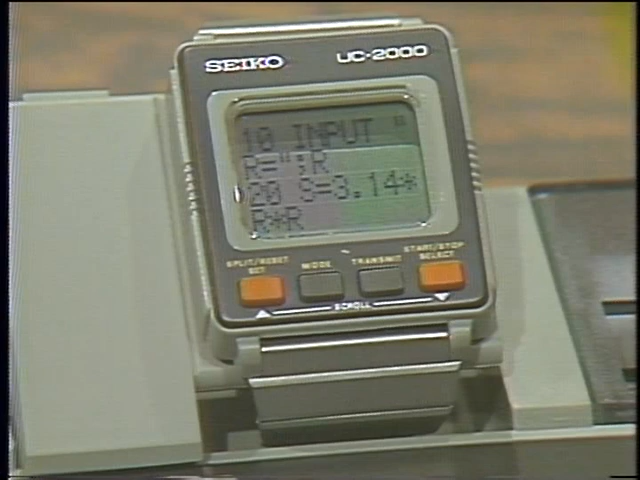 SEIKO UC-2000
10 INPUT "
R=";R
20 S=3.14*
R*R
SPLIT/RESET
SET
MODE
TRANSMIT
START/STOP
SELECT
SCROLL